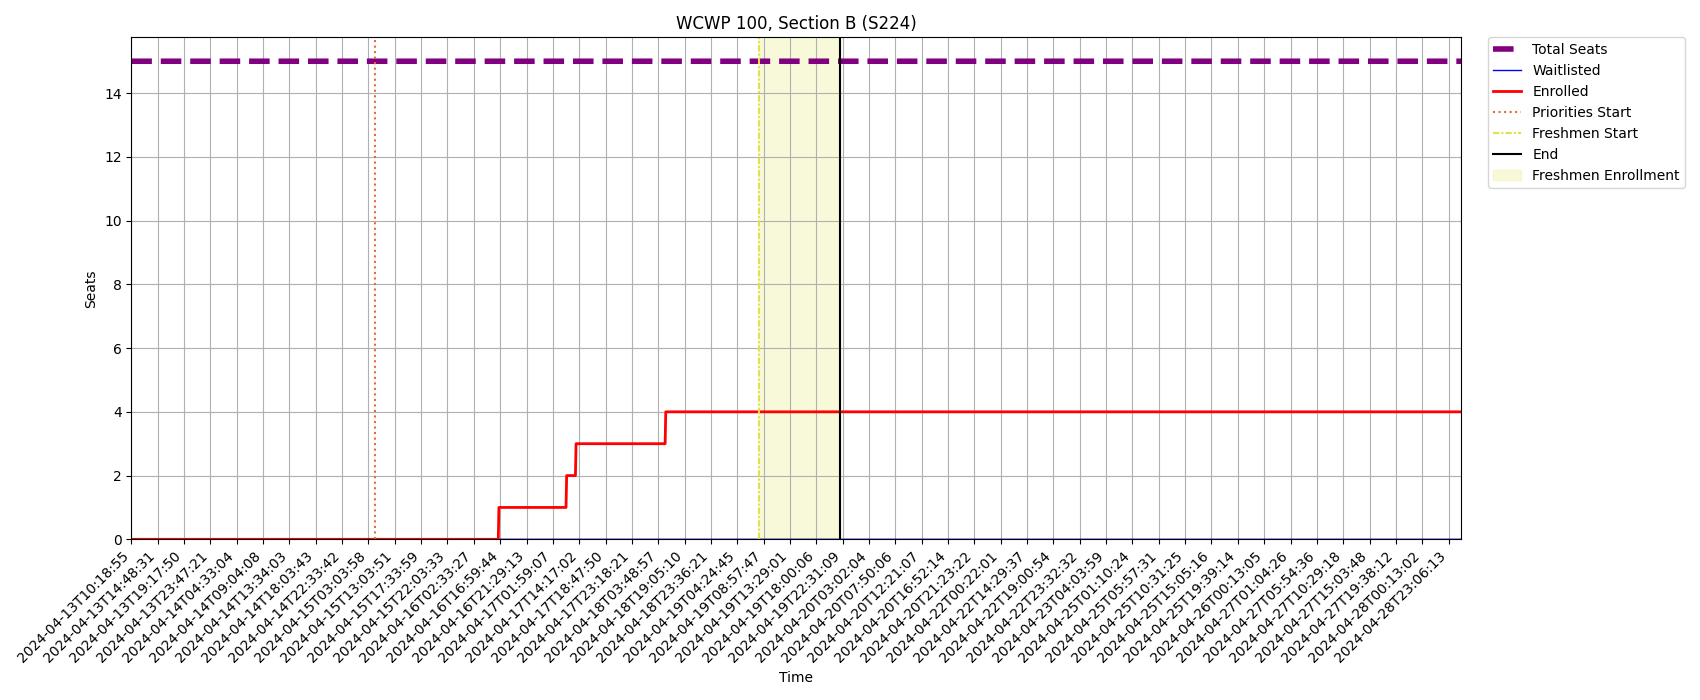 WCWP 100, Section B (S224)
Total Seats
Waitlisted
Enrolled
Priorities Start
Freshmen Start
End
Freshmen Enrollment
Seats
14
12
10
8
6
4
2
0
2024-04-13T10:18:55
2024-04-13T14:48:31
2024-04-13T19:17:50
2024-04-13T23:47:21
2024-04-14T04:33:04
2024-04-14T09:04:08
2024-04-14T13:34:03
2024-04-14T18:03:43
2024-04-14T22:33:42
2024-04-15T03:03:58
2024-04-15T13:03:51
2024-04-15T17:33:59
2024-04-15T22:03:33
2024-04-16T02:33:27
2024-04-16T16:59:44
2024-04-16T21:29:13
2024-04-17T01:59:07
2024-04-17T14:17:02
2024-04-17T18:47:50
2024-04-17T23:18:21
2024-04-18T03:48:57
2024-04-18T19:05:10
2024-04-18T23:36:21
2024-04-19T04:24:45
2024-04-19T08:57:47
2024-04-19T13:29:01
2024-04-19T18:00:06
2024-04-19T22:31:09
2024-04-20T03:02:04
2024-04-20T07:50:06
2024-04-20T12:21:07
2024-04-20T16:52:14
2024-04-20T21:23:22
2024-04-22T00:22:01
2024-04-22T14:29:37
2024-04-22T19:00:54
2024-04-22T23:32:32
2024-04-23T04:03:59
2024-04-25T01:10:24
2024-04-25T05:57:31
2024-04-25T10:31:25
2024-04-25T15:05:16
2024-04-25T19:39:14
2024-04-26T00:13:05
2024-04-27T01:04:26
2024-04-27T05:54:36
2024-04-27T10:29:18
2024-04-27T15:03:48
2024-04-27T19:38:12
2024-04-28T00:13:02
2024-04-28T23:06:13
Time